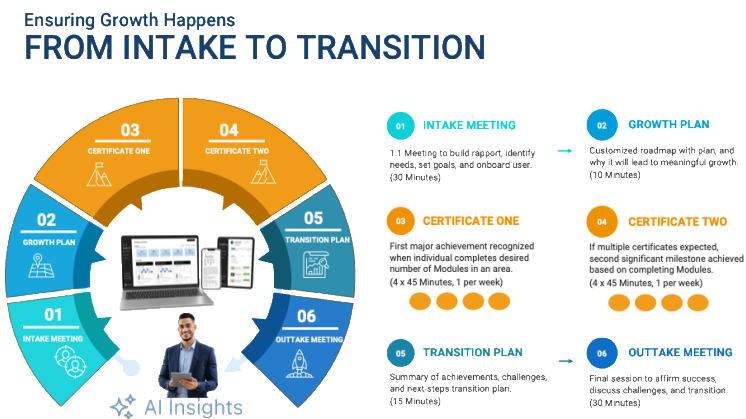 Ensuring Growth Happens
FROM INTAKE TO TRANSITION
03
CERTIFICATE ONE
04
CERTIFICATE TWO
02
GROWTH PLAN
05
TRANSITION PLAN
01
INTAKE MEETING
06
OUTTAKE MEETING
AI Insights
01 INTAKE MEETING
1:1 Meeting to build rapport, identify
needs, set goals, and onboard user.
(30 Minutes)
02 GROWTH PLAN
Customized roadmap with plan, and
why it will lead to meaningful growth.
(10 Minutes)
03 CERTIFICATE ONE
First major achievement recognized
when individual completes desired
number of Modules in an area.
(4 x 45 Minutes, 1 per week)
04 CERTIFICATE TWO
If multiple certificates expected,
second significant milestone achieved
based on completing Modules.
(4 x 45 Minutes, 1 per week)
05 TRANSITION PLAN
Summary of achievements, challenges,
and next-steps transition plan.
(15 Minutes)
06 OUTTAKE MEETING
Final session to affirm success,
discuss challenges, and transition.
(30 Minutes)